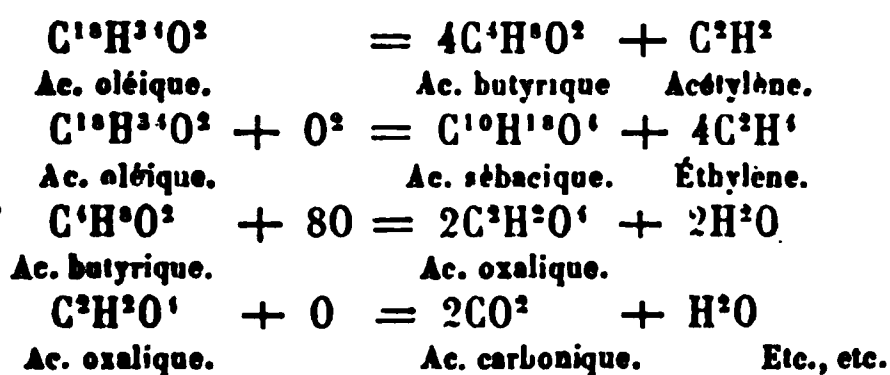 C¹⁸H³⁴O² = 4C⁴H⁸O² + C²H²
Ac. oléique. Ac. butyrique Acétylène.
C¹⁸H³⁴O² + O² = C¹⁰H¹⁸O⁴ + 4C²H⁴
Ac. oléique. Ac. sèbacique. Éthylène.
C⁴H⁸O² + 8O = 2C²H²O⁴ + 2H²O
Ac. butyrique. Ac. oxalique.
C²H²O⁴ + O = 2CO² + H²O
Ac. oxalique. Ac. carbonique. Etc., etc.